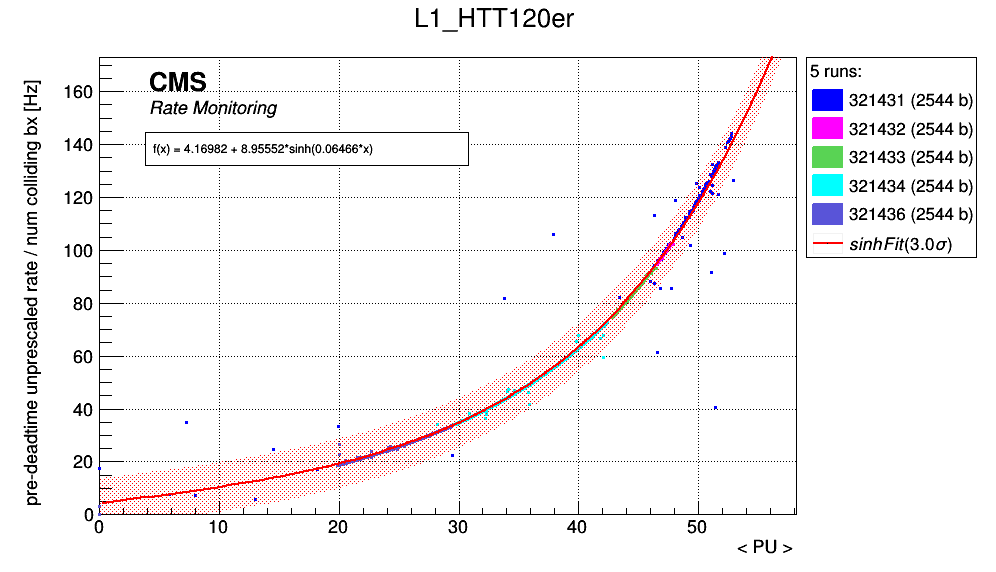 L1_HTT120er
pre-deadtime unprescaled rate / num colliding bx [Hz]
CMS
Rate Monitoring
f(x) = 4.16982 + 8.95552*sinh(0.06466*x)
160
140
120
100
80
60
40
20
0
0 10 20 30 40 50
< PU >
5 runs:
321431 (2544 b)
321432 (2544 b)
321433 (2544 b)
321434 (2544 b)
321436 (2544 b)
sinhFit(3.0σ)